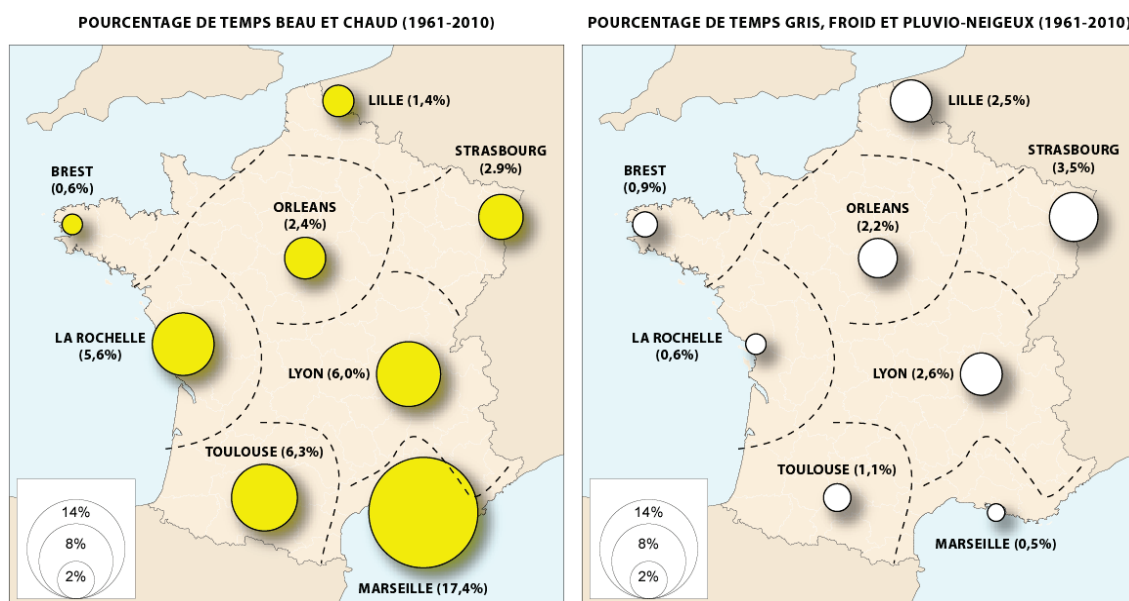 POURCENTAGE DE TEMPS BEAU ET CHAUD (1961-2010)
LILLE (1,4%)
STRASBOURG
(2.9%)
BREST
(0,6%)
ORLEANS
(2,4%)
LA ROCHELLE
(5,6%)
LYON (6,0%)
TOULOUSE (6,3%)
MARSEILLE (17,4%)
14%
8%
2%
POURCENTAGE DE TEMPS GRIS, FROID ET PLUVIO-NEIGEUX (1961-2010)
LILLE (2,5%)
STRASBOURG
(3,5%)
BREST
(0,9%)
ORLEANS
(2,2%)
LA ROCHELLE
(0,6%)
LYON (2,6%)
TOULOUSE (1,1%)
MARSEILLE (0,5%)
14%
8%
2%